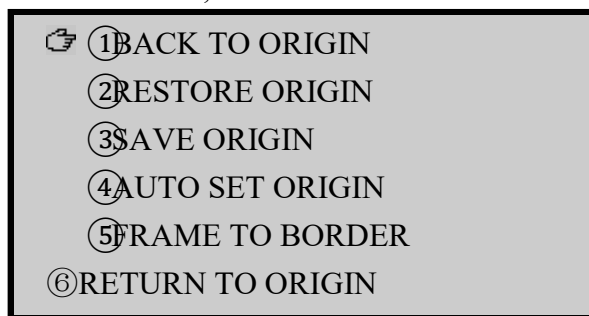 ☞ ①BACK TO ORIGIN
②RESTORE ORIGIN
③SAVE ORIGIN
④AUTO SET ORIGIN
⑤FRAME TO BORDER
⑥RETURN TO ORIGIN